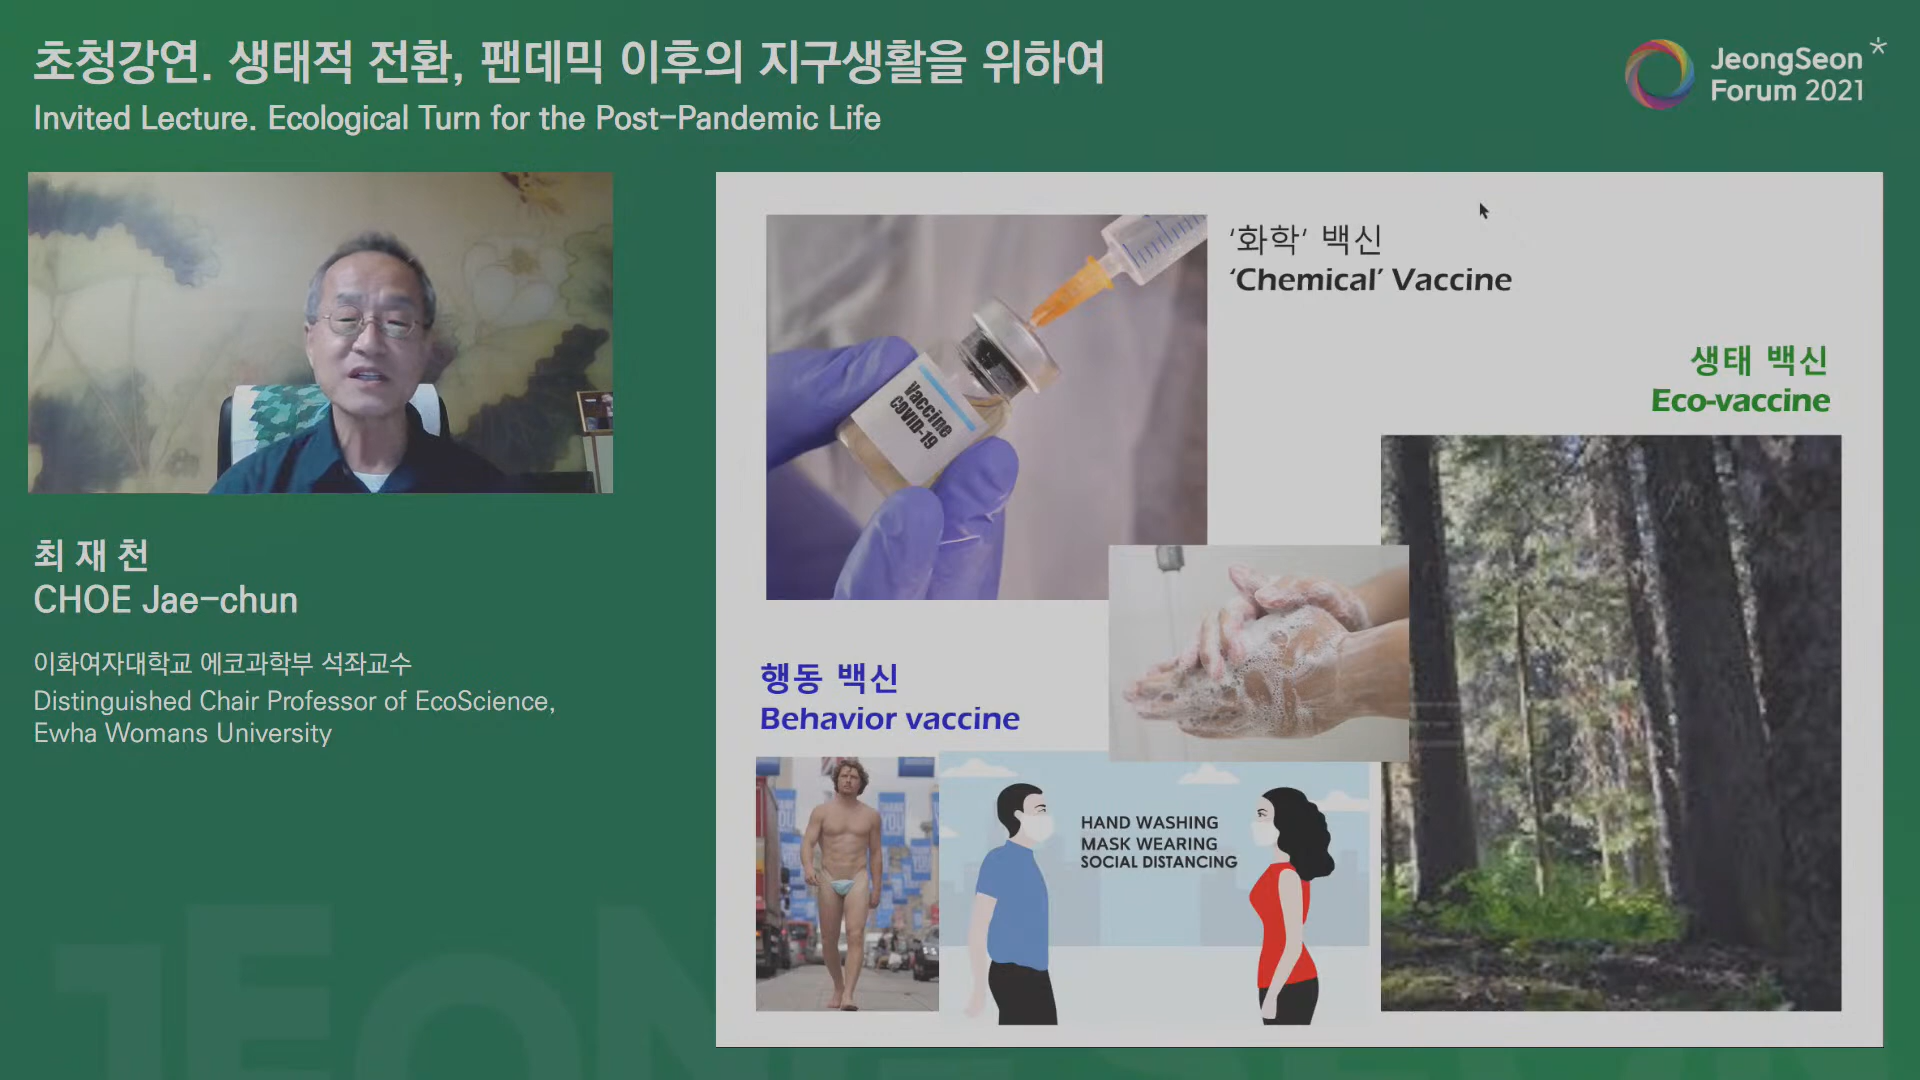 초청강연. 생태적 전환, 팬데믹 이후의 지구생활을 위하여
Invited Lecture. Ecological Turn for the Post-Pandemic Life
JeongSeon
Forum 2021
최재천
CHOE Jae-chun
이화여자대학교 에코과학부 석좌교수
Distinguished Chair Professor of EcoScience,
Ewha Womans University
‘화학‘ 백신
‘Chemical’ Vaccine
생태 백신
Eco-vaccine
Vaccine
COVID-19
행동 백신
Behavior vaccine
THANK
YOU
HAND WASHING
MASK WEARING
SOCIAL DISTANCING